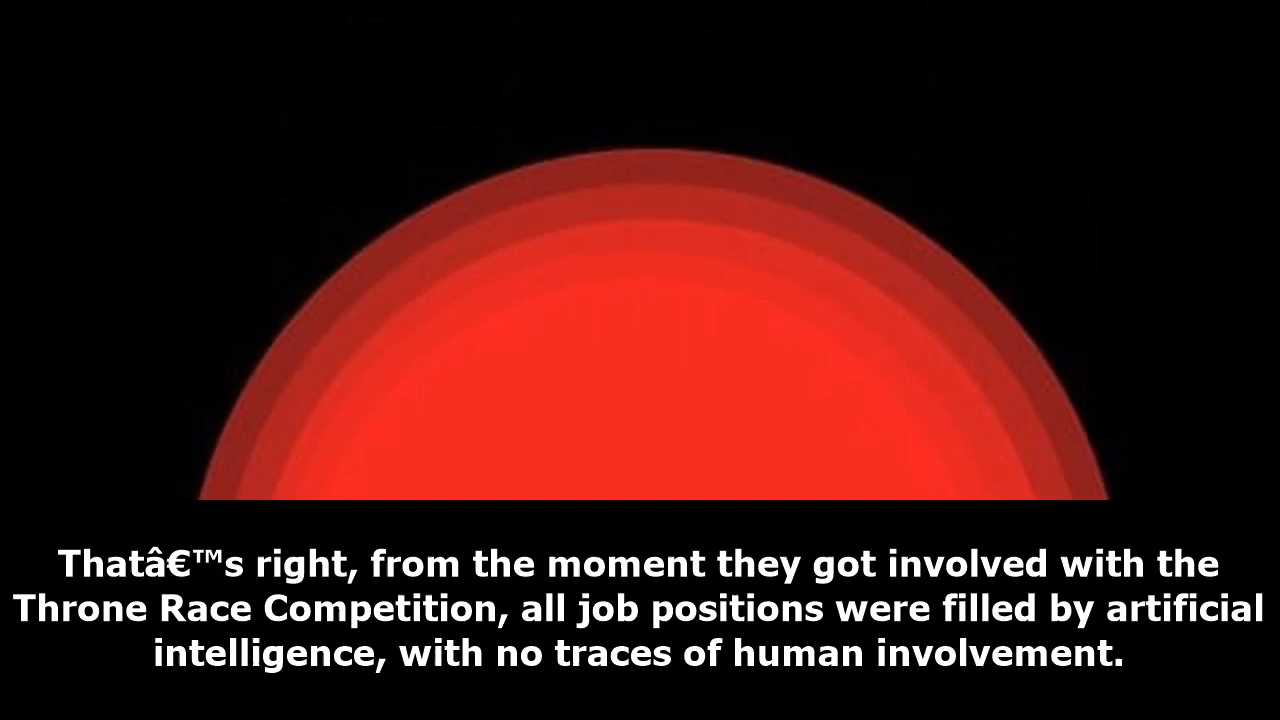 Thatâ€™s right, from the moment they got involved with the
Throne Race Competition, all job positions were filled by artificial
intelligence, with no traces of human involvement.